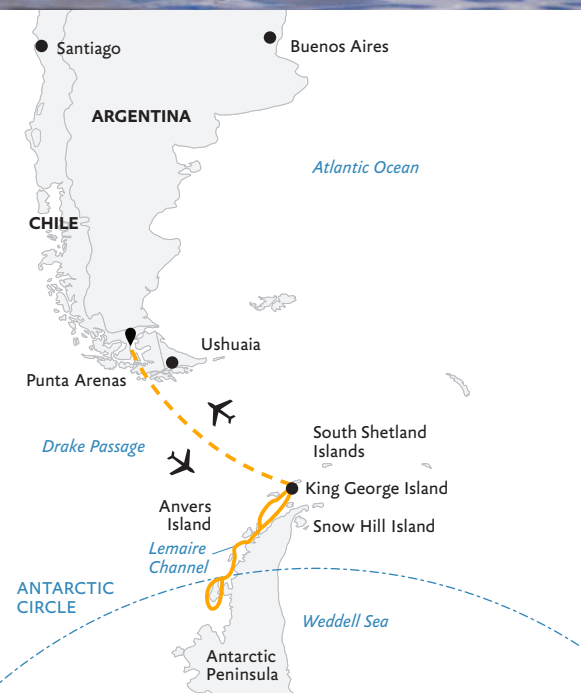 Santiago
Buenos Aires
ARGENTINA
Atlantic Ocean
CHILE
Ushuaia
Punta Arenas
South Shetland
Islands
Drake Passage
King George Island
Anvers
Island
Snow Hill Island
Lemaire
Channel
ANTARCTIC
CIRCLE
Weddell Sea
Antarctic
Peninsula